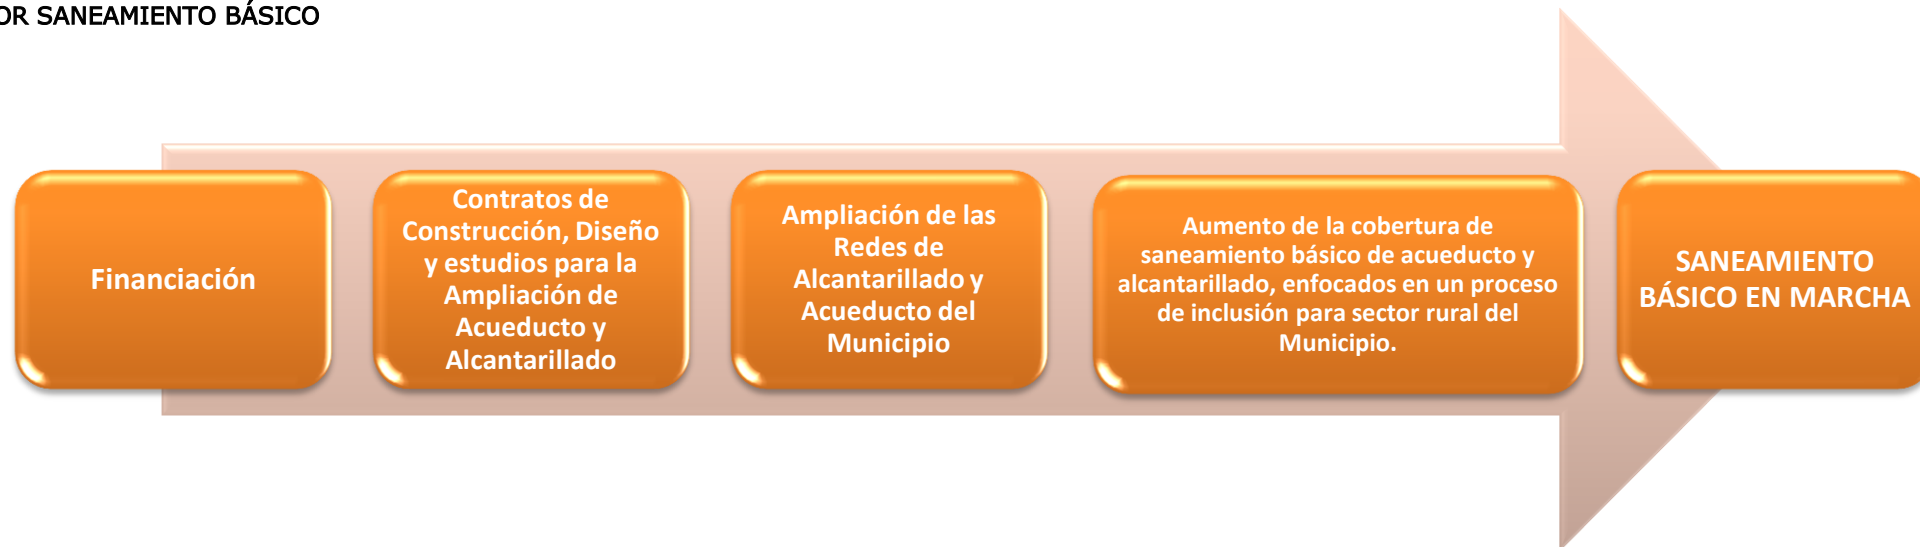 OR SANEAMIENTO BÁSICO
Financiación
Contratos de
Construcción, Diseño
y estudios para la
Ampliación de
Acueducto y
Alcantarillado
Ampliación de las
Redes de
Alcantarillado y
Acueducto del
Municipio
Aumento de la cobertura de
saneamiento básico de acueducto y
alcantarillado, enfocados en un proceso
de inclusión para sector rural del
Municipio.
SANEAMIENTO
BÁSICO EN MARCHA